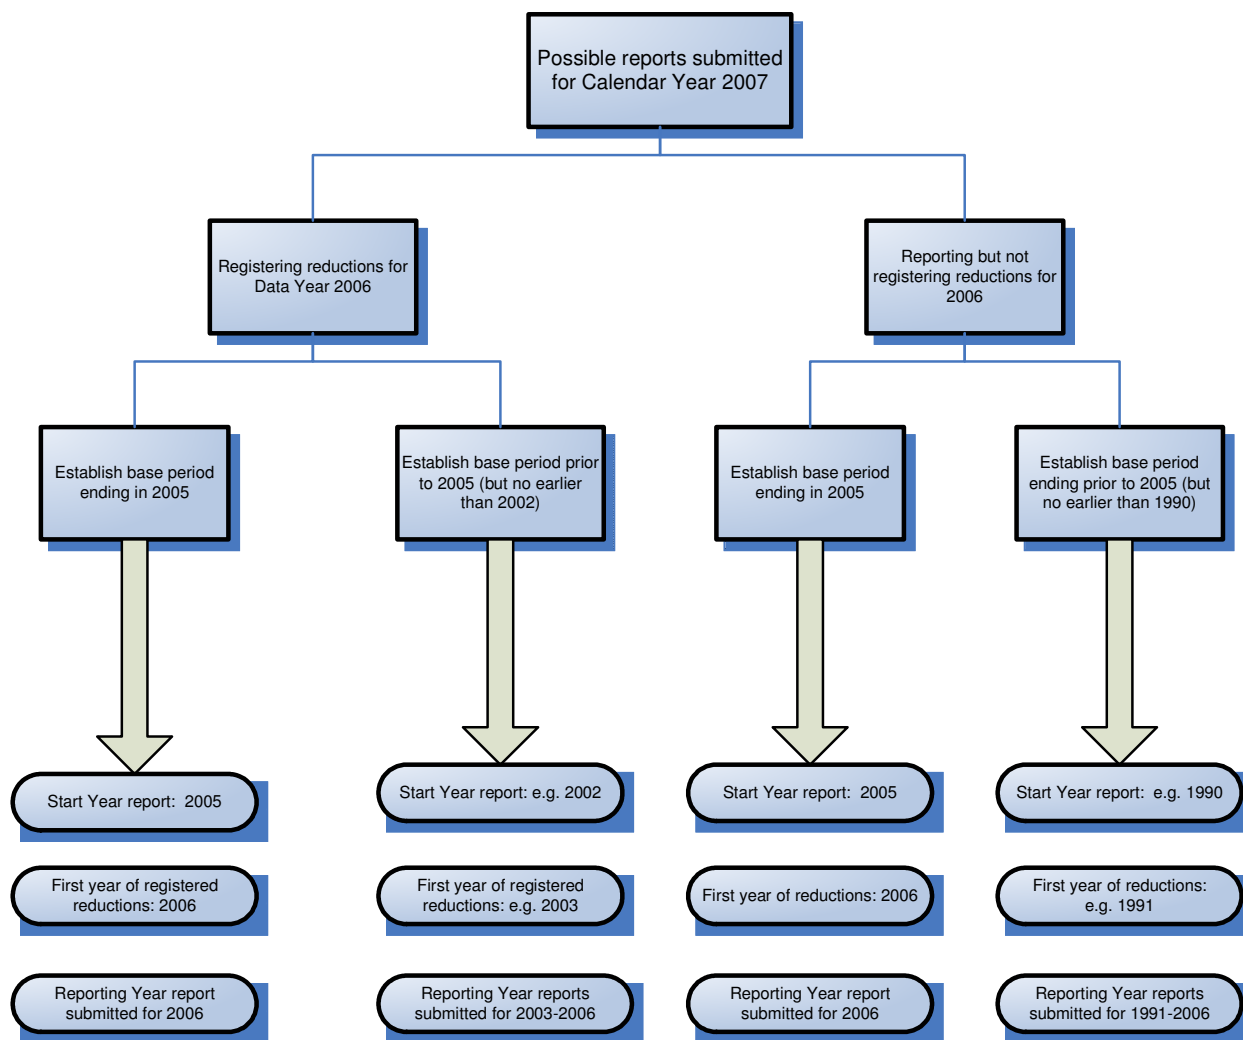 Possible reports submitted
for Calendar Year 2007
Registering reductions for
Data Year 2006
Reporting but not
registering reductions for
2006
Establish base period
ending in 2005
Establish base period prior
to 2005 (but no earlier
than 2002)
Establish base period
ending in 2005
Establish base period
ending prior to 2005 (but
no earlier than 1990)
Start Year report: 2005
Start Year report: e.g. 2002
Start Year report: 2005
Start Year report: e.g. 1990
First year of registered
reductions: 2006
First year of registered
reductions: e.g. 2003
First year of reductions: 2006
First year of reductions:
e.g. 1991
Reporting Year report
submitted for 2006
Reporting Year reports
submitted for 2003-2006
Reporting Year report
submitted for 2006
Reporting Year reports
submitted for 1991-2006